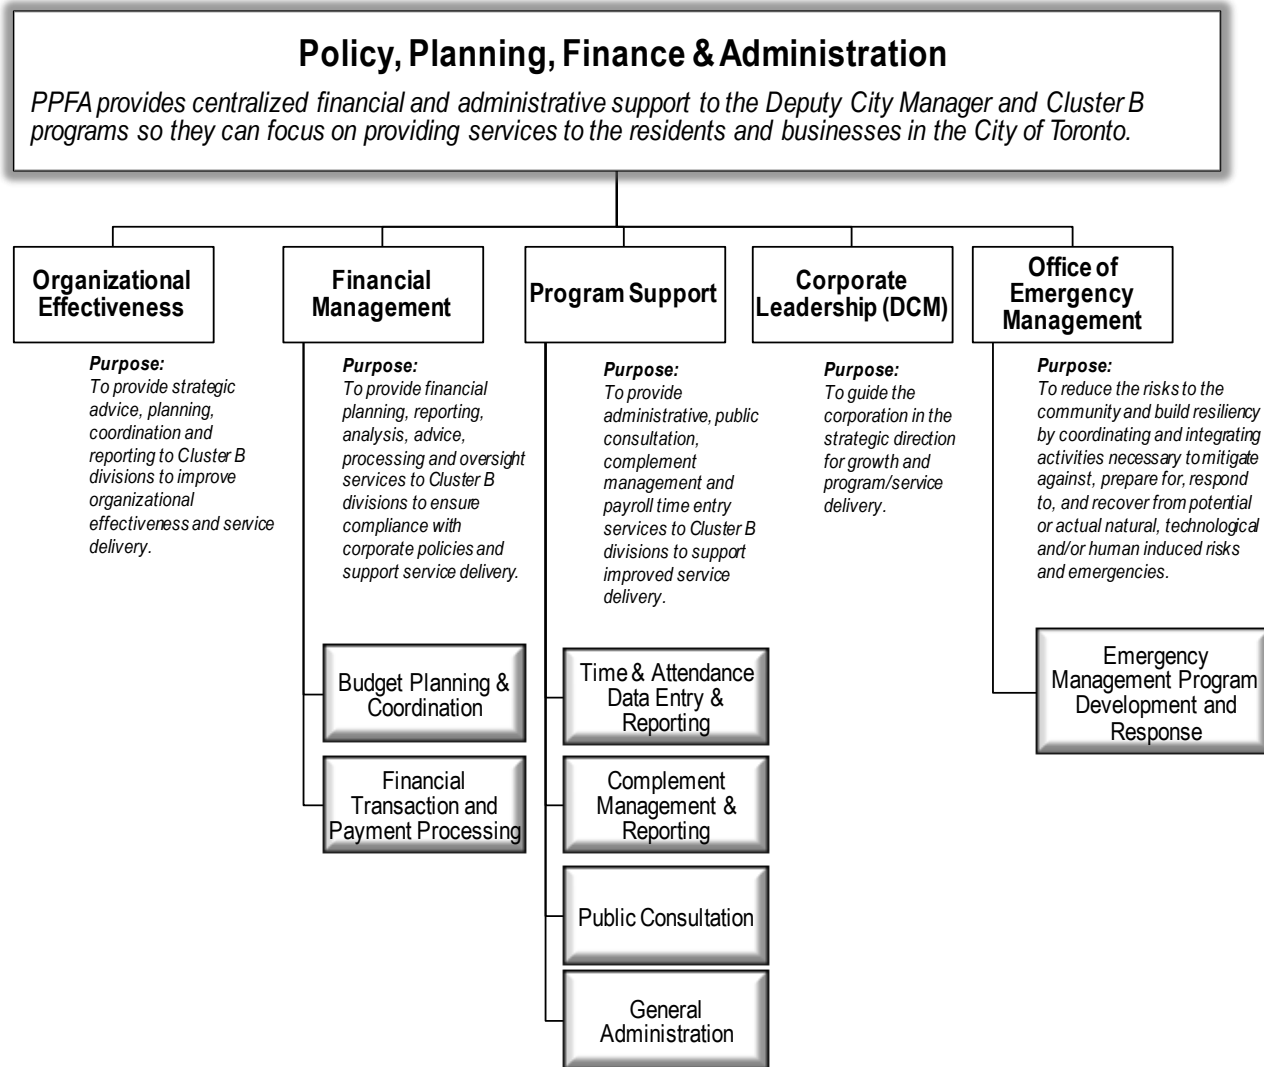 Policy, Planning, Finance & Administration
PPFA provides centralized financial and administrative support to the Deputy City Manager and Cluster B
programs so they can focus on providing services to the residents and businesses in the City of Toronto.
Organizational
Effectiveness
Purpose:
To provide strategic
advice, planning,
coordination and
reporting to Cluster B
divisions to improve
organizational
effectiveness and service
delivery.
Financial
Management
Purpose:
To provide financial
planning, reporting,
analysis, advice,
processing and oversight
services to Cluster B
divisions to ensure
compliance with
corporate policies and
support service delivery.
Budget Planning &
Coordination
Financial
Transaction and
Payment Processing
Program Support
Purpose:
To provide
administrative, public
consultation,
complement
management and
payroll time entry
services to Cluster B
divisions to support
improved service
delivery.
Time & Attendance
Data Entry &
Reporting
Complement
Management &
Reporting
Public Consultation
General
Administration
Corporate
Leadership (DCM)
Purpose:
To guide the
corporation in the
strategic direction
for growth and
program/service
delivery.
Office of
Emergency
Management
Purpose:
To reduce the risks to the
community and build resiliency
by coordinating and integrating
activities necessary to mitigate
against, prepare for, respond
to, and recover from potential
or actual natural, technological
and/or human induced risks
and emergencies.
Emergency
Management Program
Development and
Response